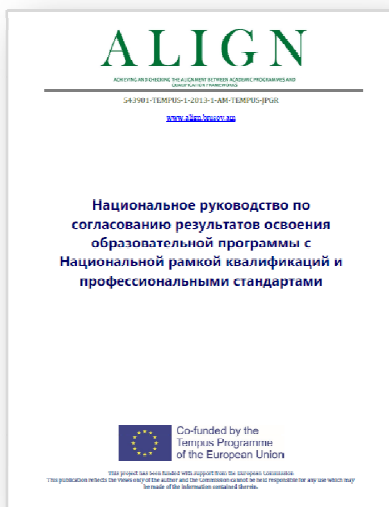 ALIGN
ACHIEVING AND CHECKING THE ALIGNMENT BETWEEN ACADEMIC PROGRAMMES AND
QUALIFICATION FRAMEWORKS
543901-TEMPUS-1-2013-1-AM-TEMPUS-JPGR
www.align.brusov.am
Национальное руководство по
согласованию результатов освоения
образовательной программы с
Национальной рамкой квалификаций и
профессиональными стандартами
Co-funded by the
Tempus Programme
of the European Union
This project has been funded with support from the European Commission
This publication reflects the views only of the author and the Commission cannot be held responsible for any use which may
be made of the information contained therein.